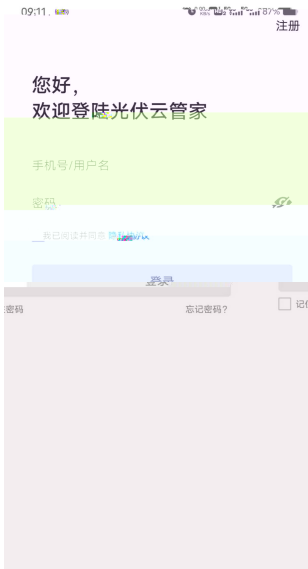 09:11
87%
注册
您好，
欢迎登陆光伏云管家
手机号/用户名
密码
我已阅读并同意
登录
密码
忘记密码？